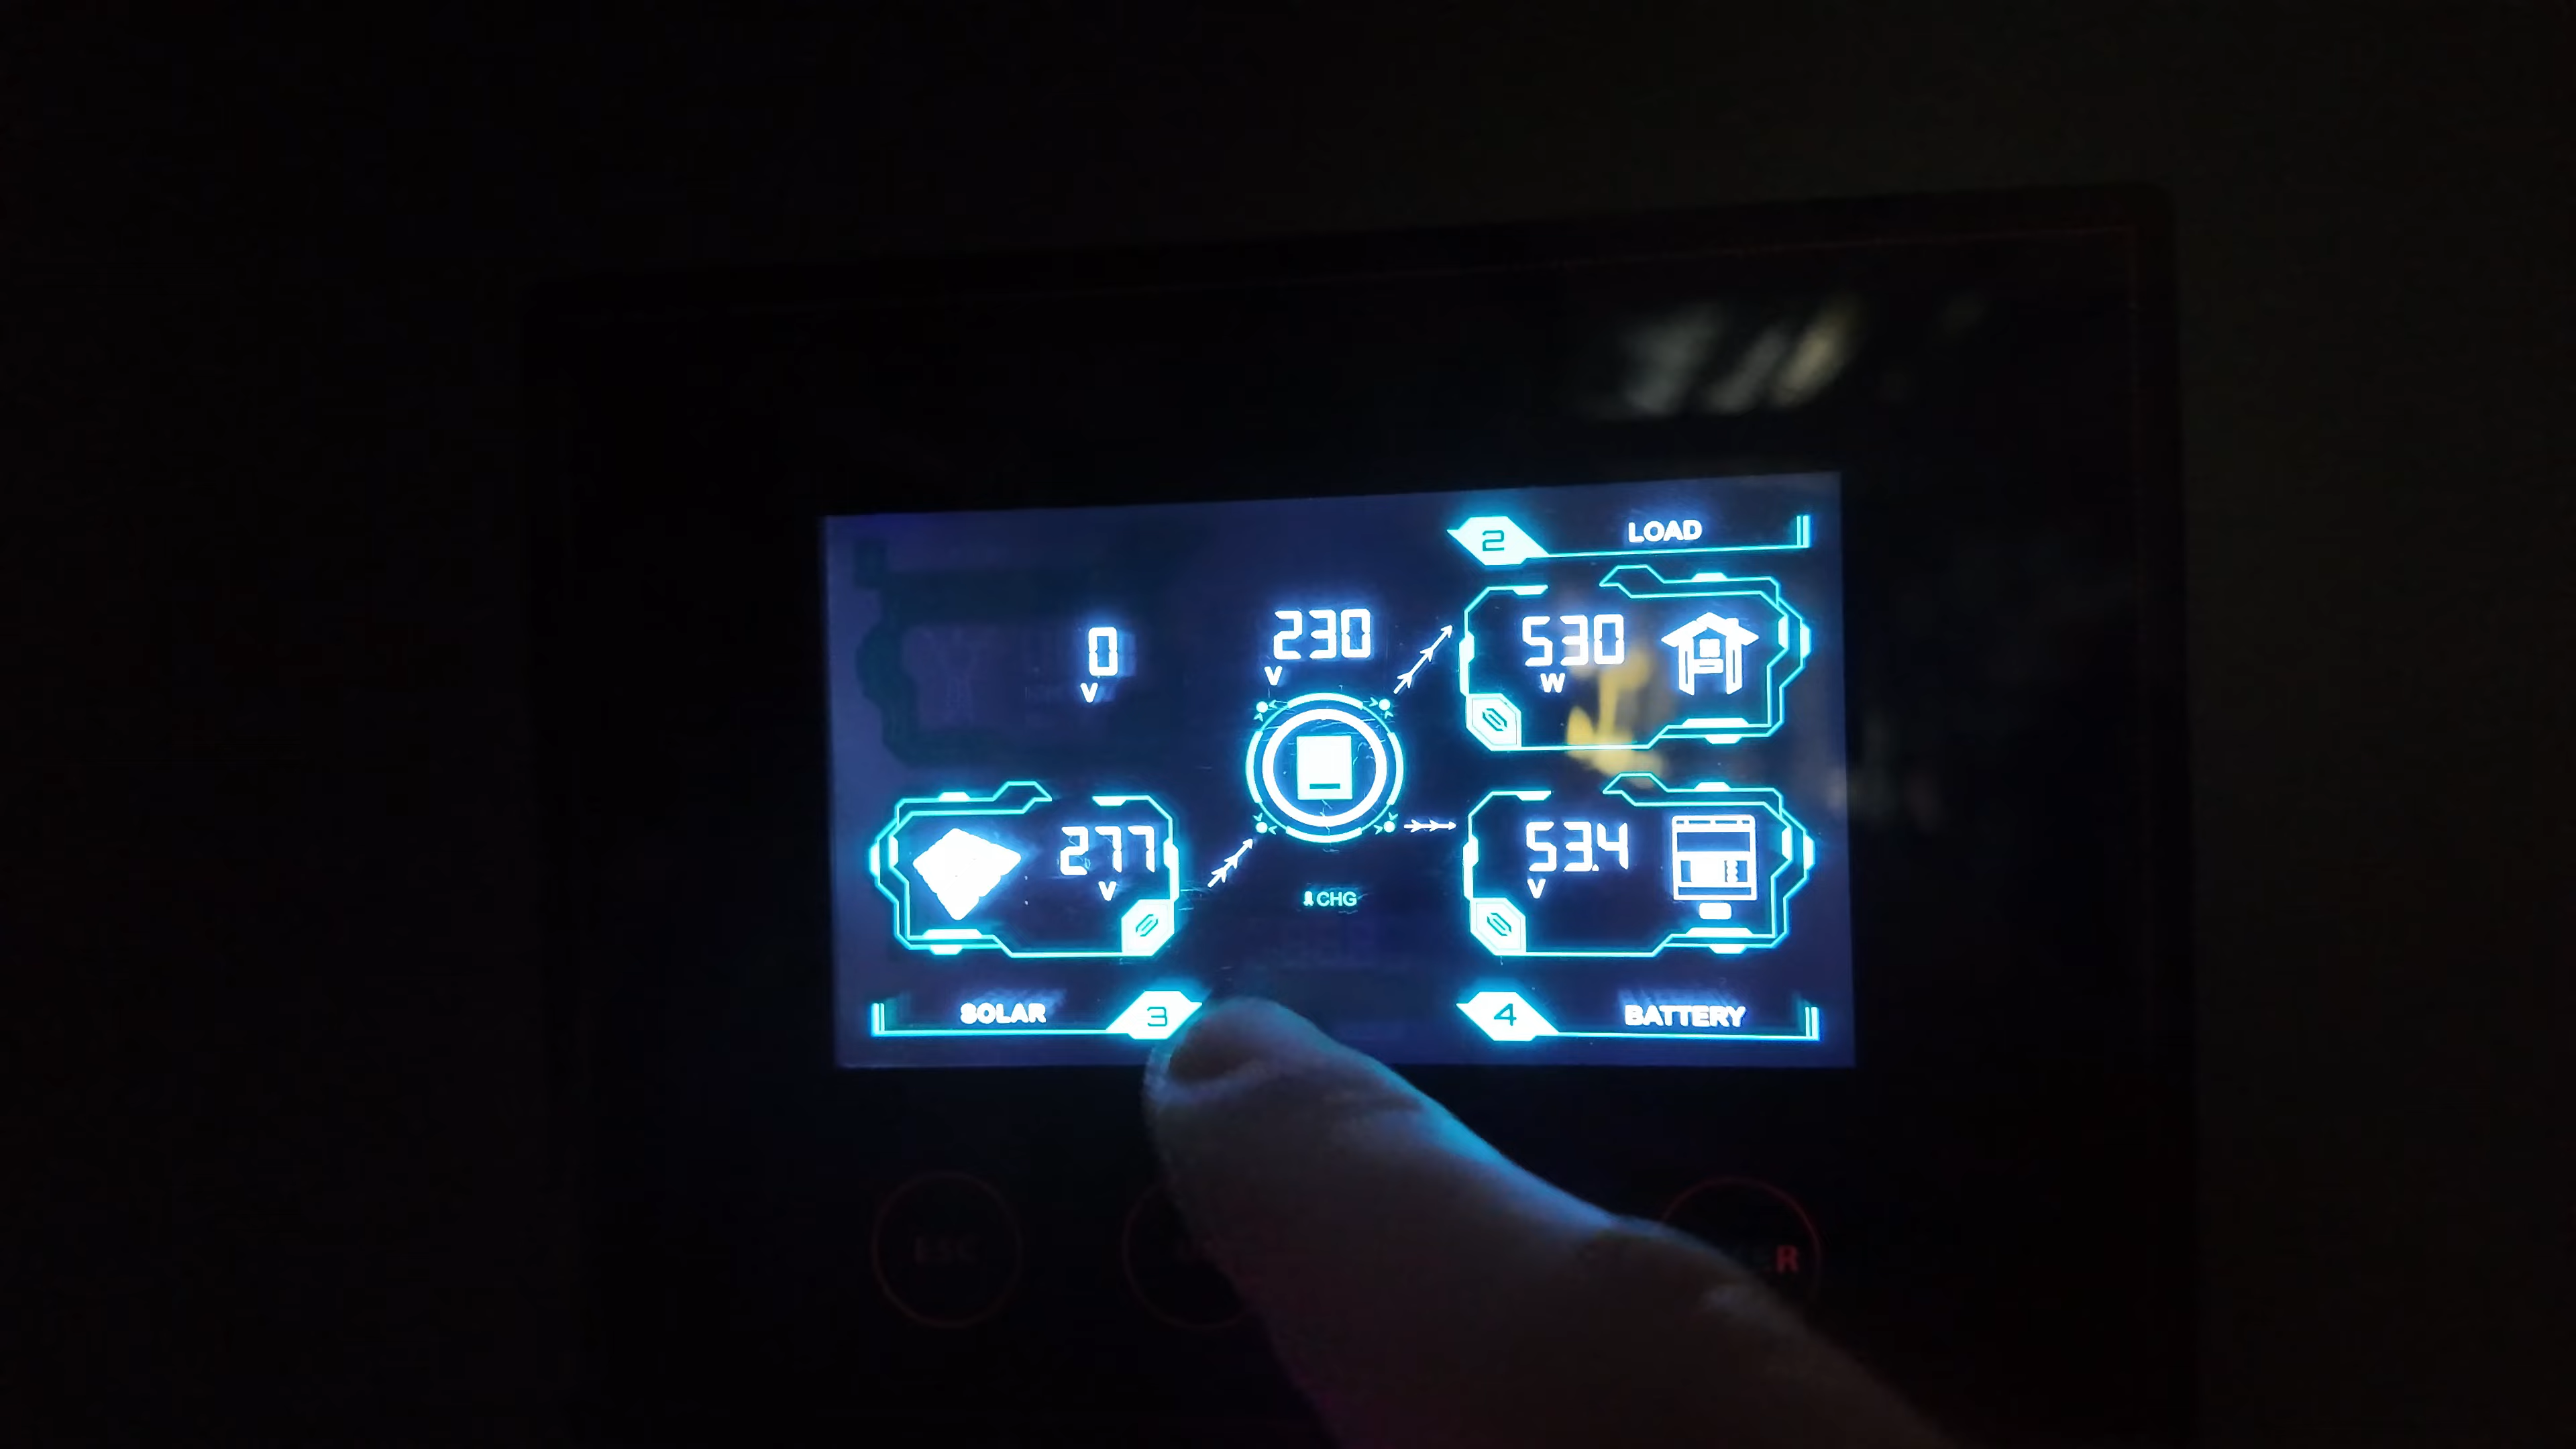 2 LOAD
0 V
230 V
530 W
277 V
53.4 V
CHG
SOLAR 3
4 BATTERY
ESC